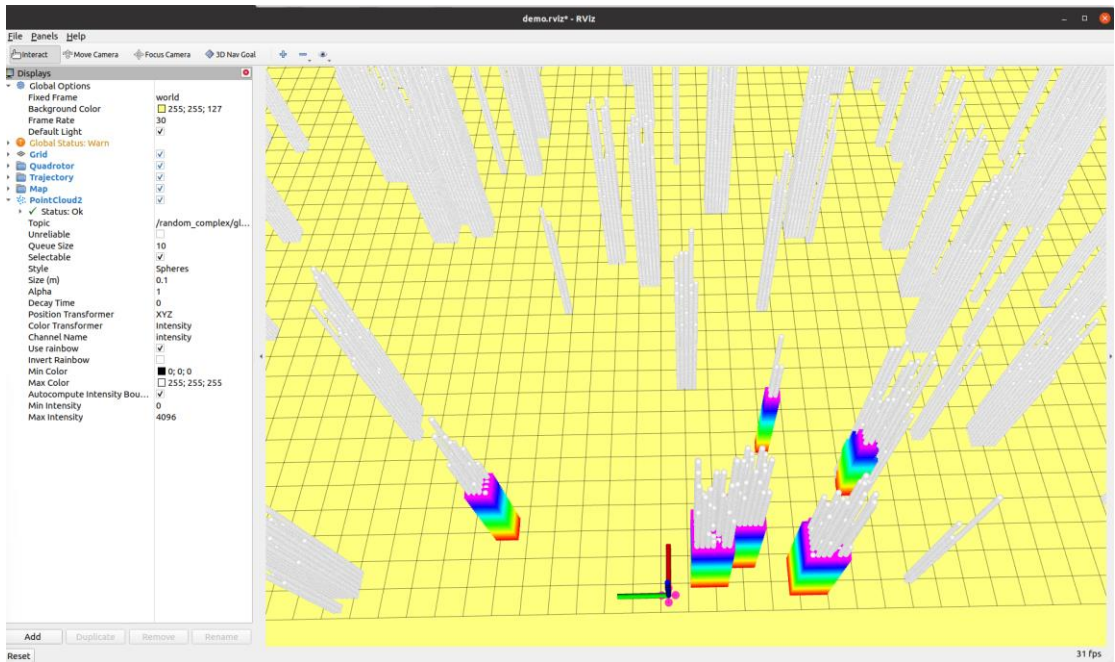 demo.rviz* - RViz
File Panels Help
Interact Move Camera Focus Camera 3D Nav Goal
Displays
Global Options
Fixed Frame world
Background Color 255; 255; 127
Frame Rate 30
Default Light
Global Status: Warn
Grid
Quadrotor
Trajectory
Map
PointCloud2
Status: Ok
Topic /random_complex/gl...
Unreliable
Queue Size 10
Selectable
Style Spheres
Size (m) 0.1
Alpha 1
Decay Time 0
Position Transformer XYZ
Color Transformer Intensity
Channel Name intensity
Use rainbow
Invert Rainbow
Min Color 0; 0; 0
Max Color 255; 255; 255
Autocompute Intensity Bou...
Min Intensity 0
Max Intensity 4096
Add Duplicate Remove Rename
Reset 31 fps